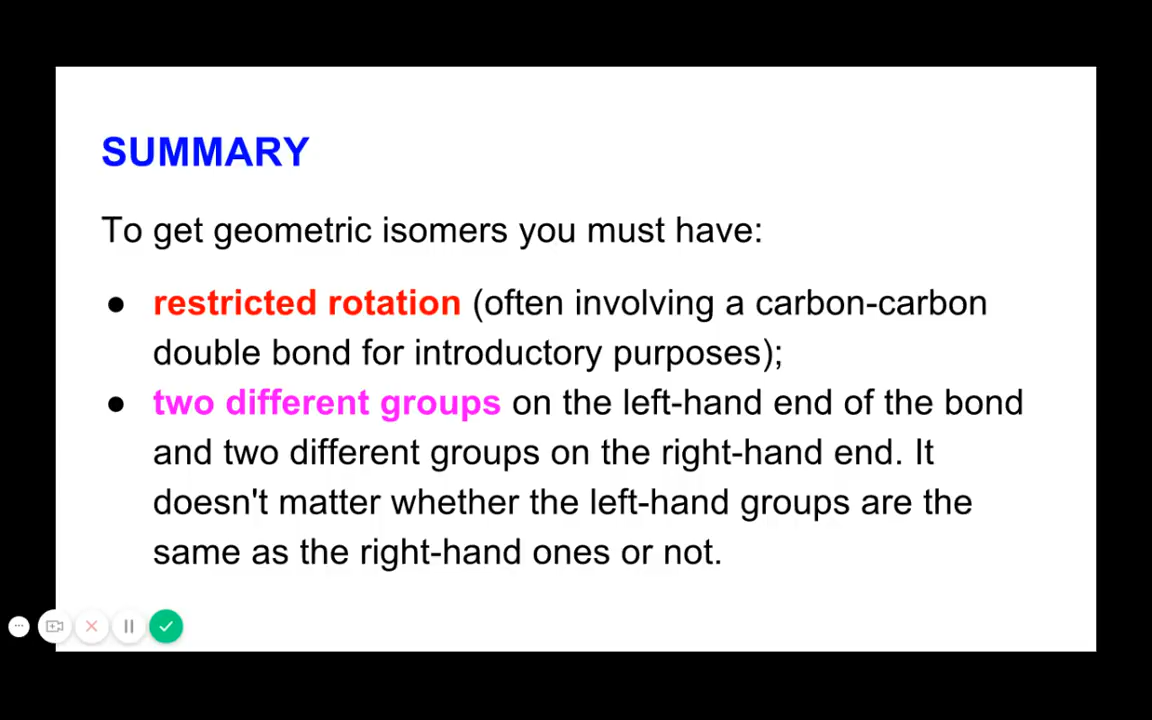 SUMMARY
To get geometric isomers you must have:
● restricted rotation (often involving a carbon-carbon
double bond for introductory purposes);
● two different groups on the left-hand end of the bond
and two different groups on the right-hand end. It
doesn't matter whether the left-hand groups are the
same as the right-hand ones or not.